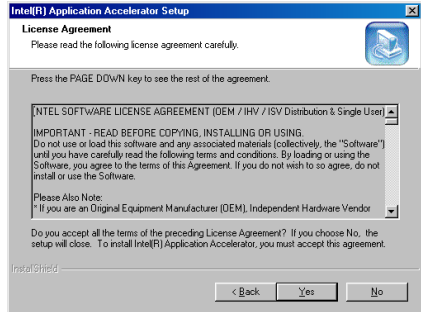 Intel(R) Application Accelerator Setup
License Agreement
Please read the following license agreement carefully.
Press the PAGE DOWN key to see the rest of the agreement.
INTEL SOFTWARE LICENSE AGREEMENT (OEM / IHV / ISV Distribution & Single User)
IMPORTANT - READ BEFORE COPYING, INSTALLING OR USING.
Do not use or load this software and any associated materials (collectively, the "Software")
until you have carefully read the following terms and conditions. By loading or using the
Software, you agree to the terms of this Agreement. If you do not wish to so agree, do not
install or use the Software.
Please Also Note:
* If you are an Original Equipment Manufacturer (OEM), Independent Hardware Vendor
Do you accept all the terms of the preceding License Agreement? If you choose No, the
setup will close. To install Intel(R) Application Accelerator, you must accept this agreement.
InstallShield
< Back
Yes
No